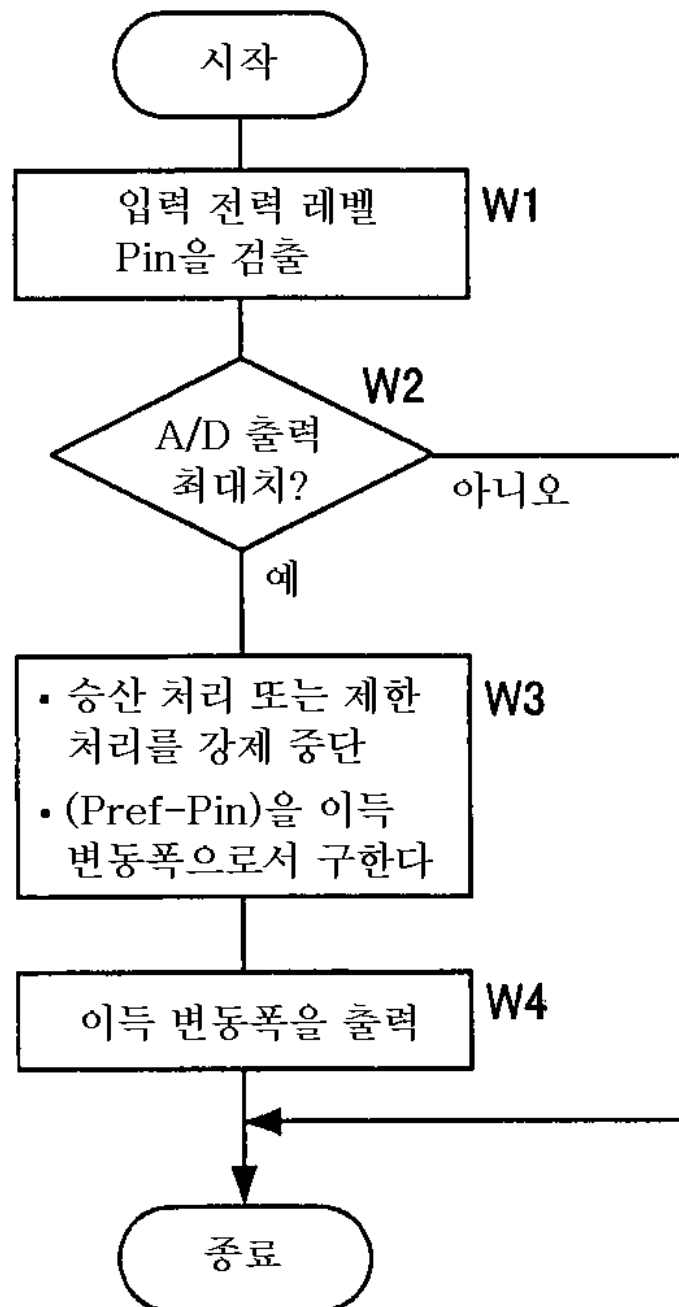 시작
입력 전력 레벨
Pin을 검출
W1
W2
A/D 출력
최대치?
아니오
예
▪ 승산 처리 또는 제한
처리를 강제 중단
▪ (Pref-Pin)을 이득
변동폭으로서 구한다
W3
이득 변동폭을 출력
W4
종료